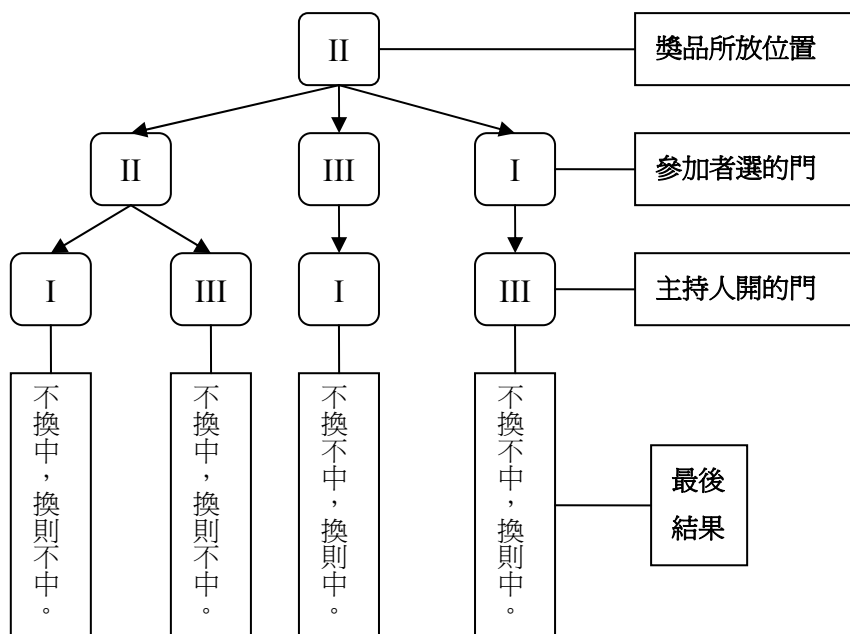 II
獎品所放位置
II
III
I
參加者選的門
I
III
I
III
主持人開的門
不換中，換則不中。
不換中，換則不中。
不換不中，換則中。
不換不中，換則中。
最後
結果